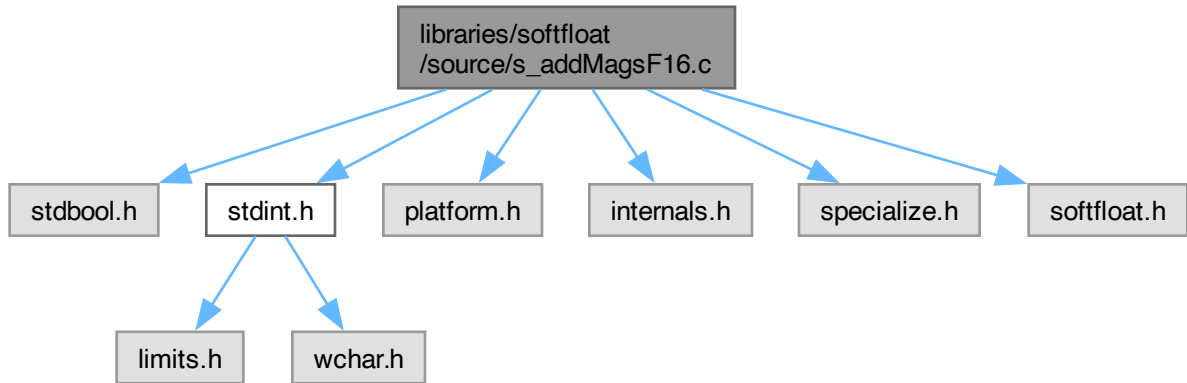 libraries/softfloat
/source/s_addMagsF16.c
stdbool.h
stdint.h
platform.h
internals.h
specialize.h
softfloat.h
limits.h
wchar.h